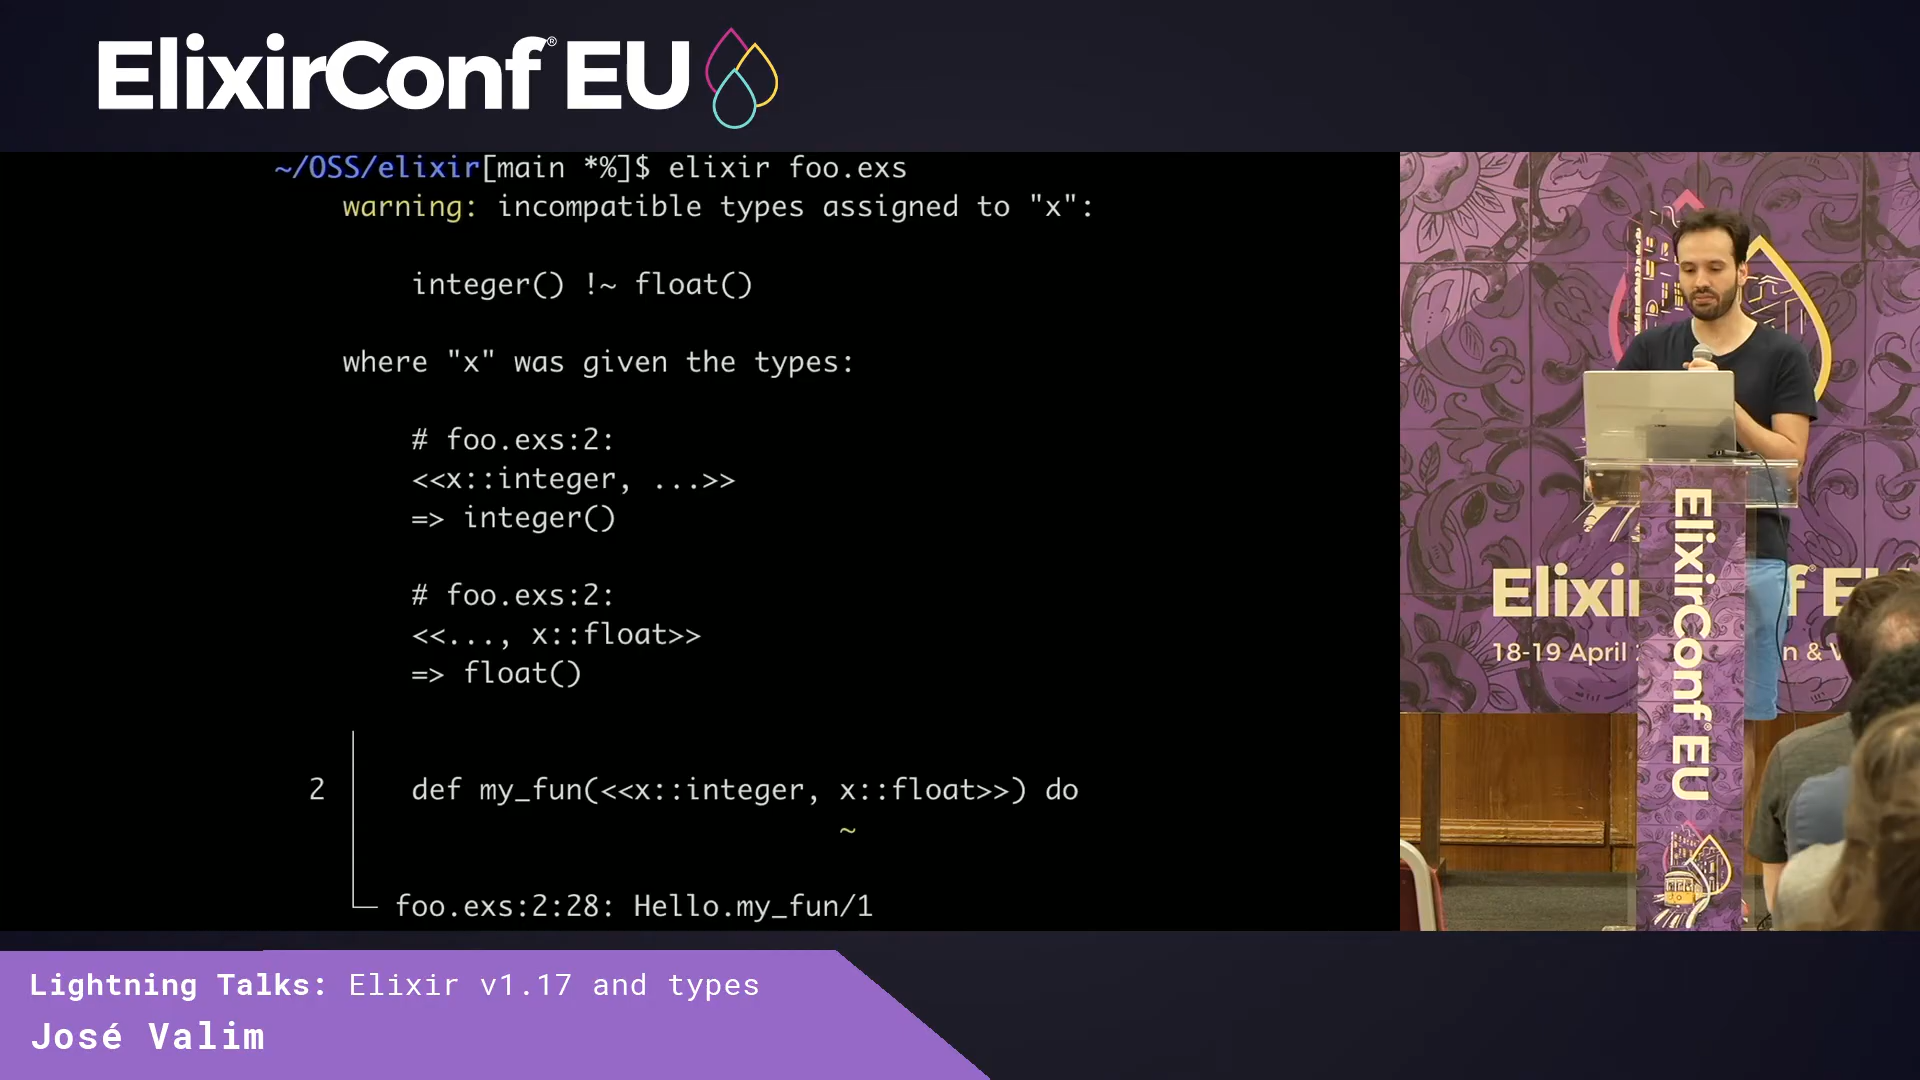 ElixirConf® EU
~/OSS/elixir[main *%]$ elixir foo.exs
warning: incompatible types assigned to "x":
integer() !~ float()
where "x" was given the types:
# foo.exs:2:
<<x::integer, ...>>
=> integer()
# foo.exs:2:
<<..., x::float>>
=> float()
2 def my_fun(<<x::integer, x::float>>) do
~
foo.exs:2:28: Hello.my_fun/1
18-19 April
ElixirConf® EU
Lightning Talks: Elixir v1.17 and types
José Valim